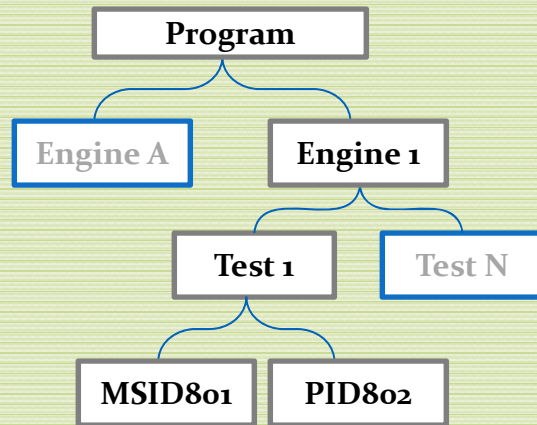 Program
Engine A
Engine 1
Test 1
Test N
MSID801
PID802